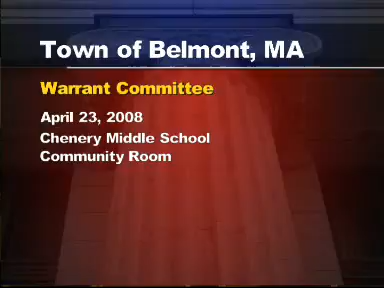 Town of Belmont, MA
Warrant Committee
April 23, 2008
Chenery Middle School
Community Room